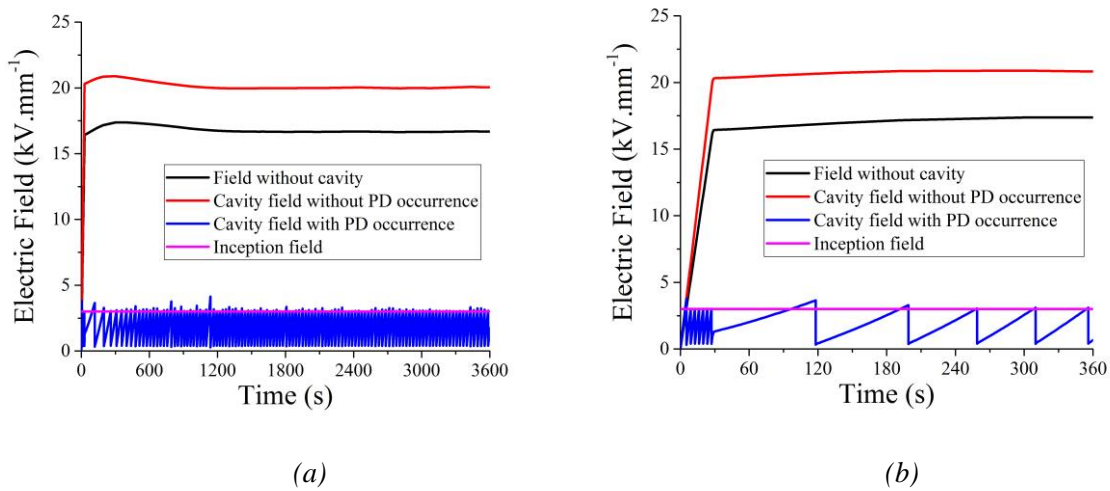 25
20
15
10
5
0
Electric Field (kV.mm⁻¹)
Field without cavity
Cavity field without PD occurrence
Cavity field with PD occurrence
Inception field
0 600 1200 1800 2400 3000 3600
Time (s)
(a)
25
20
15
10
5
0
Electric Field (kV.mm⁻¹)
Field without cavity
Cavity field without PD occurrence
Cavity field with PD occurrence
Inception field
0 60 120 180 240 300 360
Time (s)
(b)